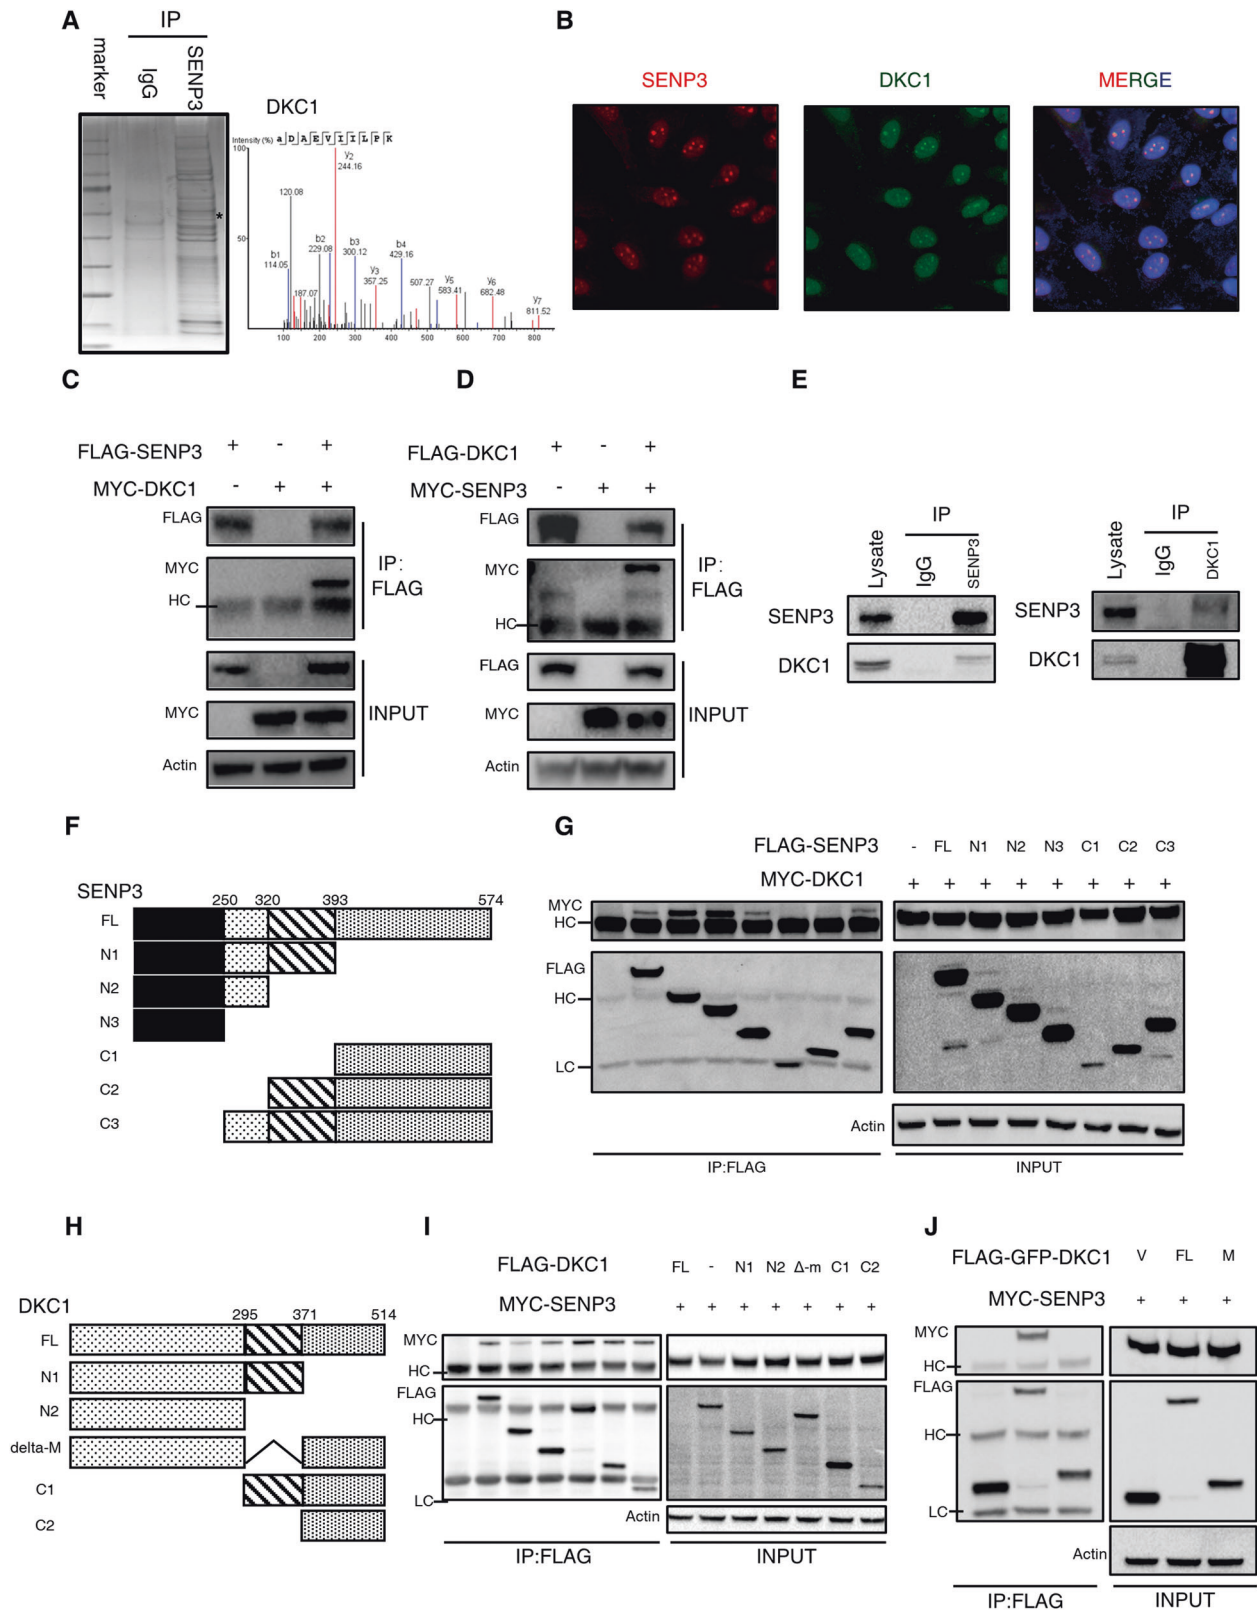 A
IP
marker
IgG
SENP3
*
DKC1
Intensity (%)
a D A E V I I L P K
100
50
y2
244.16
120.08
b1
114.05
187.07
b2
229.08
b3
300.12
y3
357.25
b4
429.16
507.27
y5
583.41
y6
682.48
y7
811.52
100 200 300 400 500 600 700 800
B
SENP3 DKC1 MERGE
C
FLAG-SENP3 + - +
MYC-DKC1 - + +
FLAG
MYC
HC
IP:
FLAG
FLAG
MYC
Actin
INPUT
D
FLAG-DKC1 + - +
MYC-SENP3 - + +
FLAG
MYC
HC
IP:
FLAG
FLAG
MYC
Actin
INPUT
E
IP
Lysate
IgG
SENP3
SENP3
DKC1
IP
Lysate
IgG
DKC1
SENP3
DKC1
F
SENP3
250 320 393 574
FL
N1
N2
N3
C1
C2
C3
G
FLAG-SENP3 - FL N1 N2 N3 C1 C2 C3
MYC-DKC1 + + + + + + + +
MYC
HC
FLAG
HC
LC
Actin
IP:FLAG INPUT
H
DKC1
295 371 514
FL
N1
N2
delta-M
C1
C2
I
FLAG-DKC1 FL - N1 N2 Δ-m C1 C2
MYC-SENP3 + + + + + + +
MYC
HC
FLAG
HC
LC
Actin
IP:FLAG INPUT
J
FLAG-GFP-DKC1 V FL M
MYC-SENP3 + + +
MYC
HC
FLAG
HC
LC
Actin
IP:FLAG INPUT